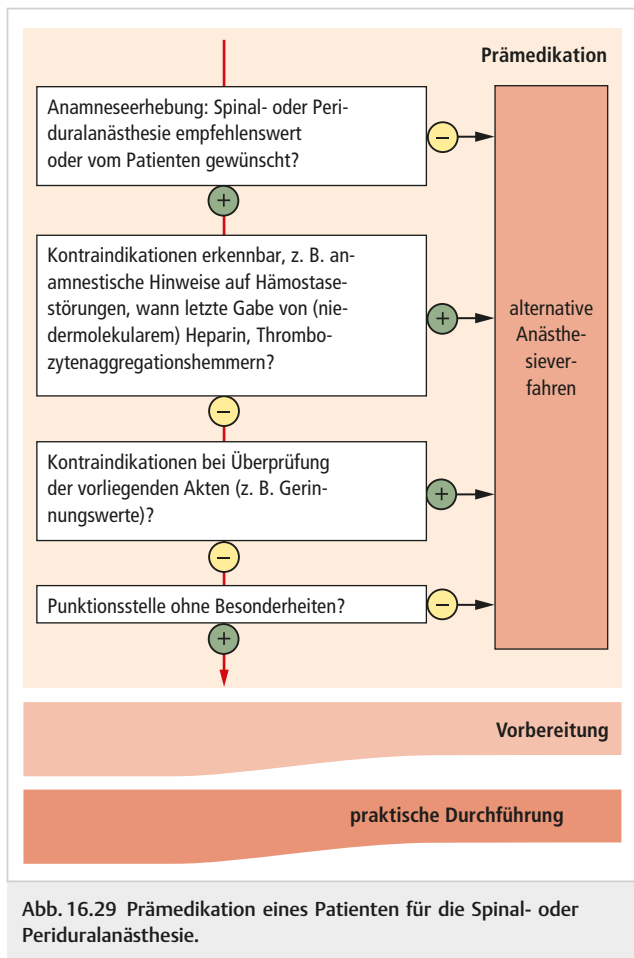 Prämedikation
Anamneseerhebung: Spinal- oder Peri-
duralanästhesie empfehlenswert
oder vom Patienten gewünscht?
−
+
Kontraindikationen erkennbar, z. B. an-
amnestische Hinweise auf Hämostase-
störungen, wann letzte Gabe von (nie-
dermolekularem) Heparin, Thrombo-
zytenaggregationshemmern?
+
−
alternative
Anästhe-
siever-
fahren
Kontraindikationen bei Überprüfung
der vorliegenden Akten (z. B. Gerin-
nungswerte)?
+
−
Punktionsstelle ohne Besonderheiten?
−
+
Vorbereitung
praktische Durchführung
Abb. 16.29 Prämedikation eines Patienten für die Spinal- oder
Periduralanästhesie.